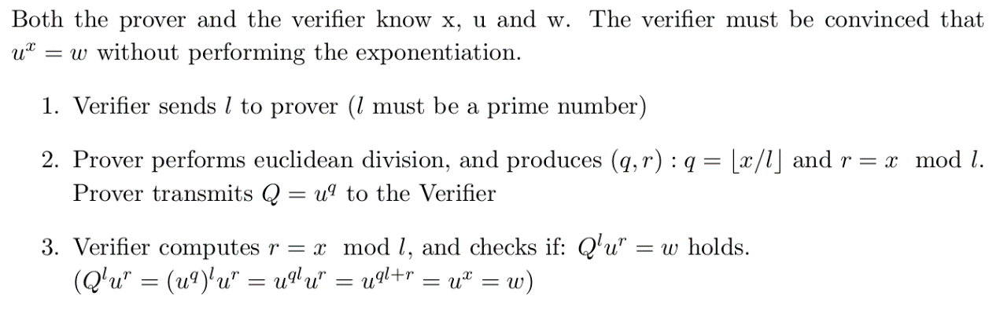 Both the prover and the verifier know x, u and w. The verifier must be convinced that
uˣ = w without performing the exponentiation.
1. Verifier sends l to prover (l must be a prime number)
2. Prover performs euclidean division, and produces (q, r) : q = ⌊x/l⌋ and r = x mod l.
Prover transmits Q = u^q to the Verifier
3. Verifier computes r = x mod l, and checks if: Q^l u^r = w holds.
(Q^l u^r = (u^q)^l u^r = u^{ql} u^r = u^{ql+r} = u^x = w)